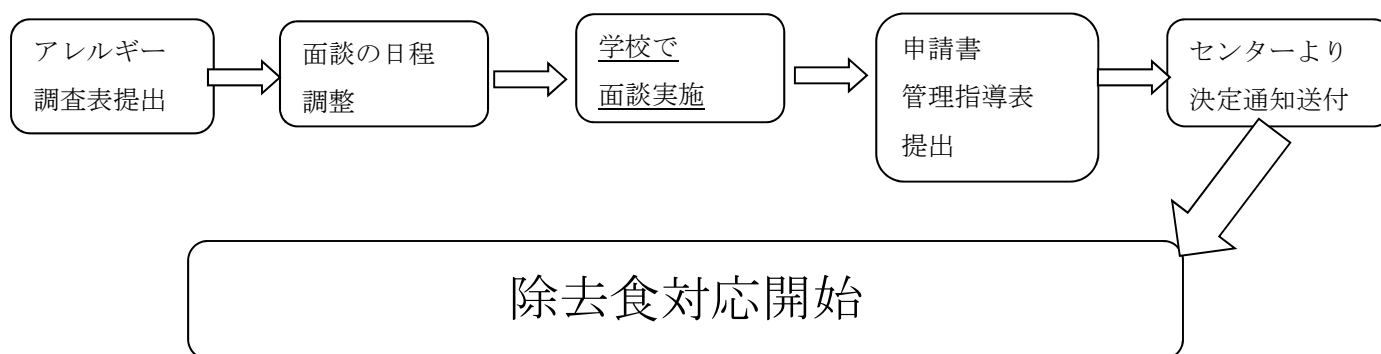 アレルギー
調査表提出
面談の日程
調整
学校で
面談実施
申請書
管理指導表
提出
センターより
決定通知送付
除去食対応開始